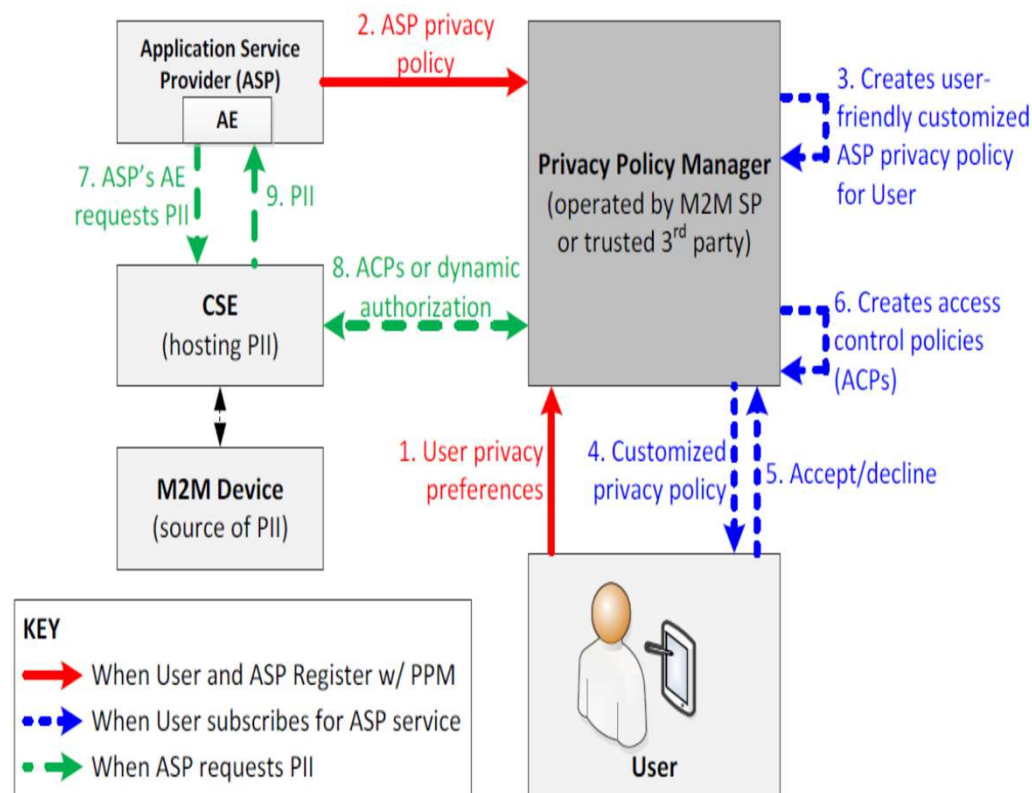 Application Service
Provider (ASP)
AE
2. ASP privacy
policy
Privacy Policy Manager
(operated by M2M SP
or trusted 3rd party)
3. Creates user-
friendly customized
ASP privacy policy
for User
7. ASP's AE
requests PII
9. PII
8. ACPs or dynamic
authorization
CSE
(hosting PII)
6. Creates access
control policies
(ACPs)
M2M Device
(source of PII)
1. User privacy
preferences
4. Customized
privacy policy
5. Accept/decline
User
KEY
When User and ASP Register w/ PPM
When User subscribes for ASP service
When ASP requests PII